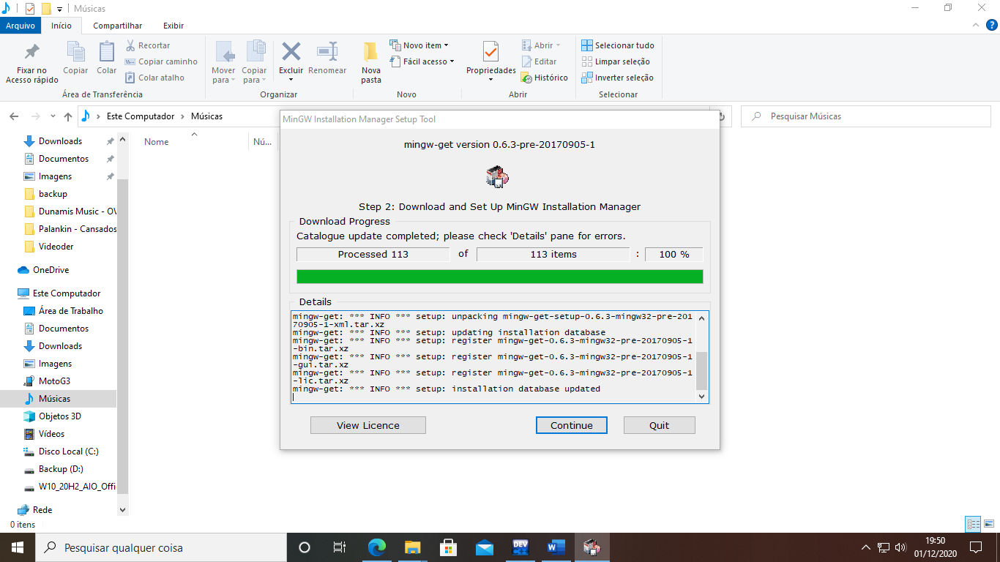 Músicas
Arquivo Início Compartilhar Exibir
Fixar no
Acesso rápido
Copiar
Colar
Recortar
Copiar caminho
Colar atalho
Área de Transferência
Mover
para
Copiar
para
Excluir
Renomear
Organizar
Nova
pasta
Novo item
Fácil acesso
Novo
Propriedades
Abrir
Editar
Histórico
Abrir
Selecionar tudo
Limpar seleção
Inverter seleção
Selecionar
Este Computador Músicas
Pesquisar Músicas
Downloads
Documentos
Imagens
backup
Dunamis Music - OV
Palankin - Cansados
Videoder
OneDrive
Este Computador
Área de Trabalho
Documentos
Downloads
Imagens
MotoG3
Músicas
Objetos 3D
Vídeos
Disco Local (C:)
Backup (D:)
W10_20H2_AIO_Offi
Rede
0 itens
Nome Nú...
MinGW Installation Manager Setup Tool
mingw-get version 0.6.3-pre-20170905-1
Step 2: Download and Set Up MinGW Installation Manager
Download Progress
Catalogue update completed; please check 'Details' pane for errors.
Processed 113 of 113 items : 100 %
Details
mingw-get: *** INFO *** setup: unpacking mingw-get-setup-0.6.3-mingw32-pre-201
70905-1-xml.tar.xz
mingw-get: *** INFO *** setup: updating installation database
mingw-get: *** INFO *** setup: register mingw-get-0.6.3-mingw32-pre-20170905-1
-bin.tar.xz
mingw-get: *** INFO *** setup: register mingw-get-0.6.3-mingw32-pre-20170905-1
-gui.tar.xz
mingw-get: *** INFO *** setup: register mingw-get-0.6.3-mingw32-pre-20170905-1
-lic.tar.xz
mingw-get: *** INFO *** setup: installation database updated
View Licence Continue Quit
Pesquisar qualquer coisa
DEV
19:50
01/12/2020